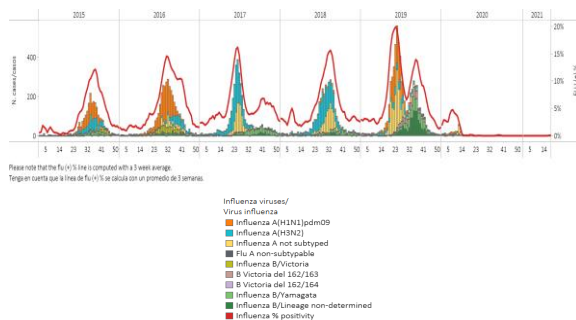 2015 2016 2017 2018 2019 2020 2021
N. cases/casos
400
200
0
20%
15%
10%
5%
0%
5 14 23 32 41 50 5 14 23 32 41 50 5 14 23 32 41 50 5 14 23 32 41 50 5 14 23 32 41 50 5 14 23 32 41 50 5 14
Please note that the flu (+) % line is computed with a 3 week average.
Tenga en cuenta que la línea de flu (+) % se calcula con un promedio de 3 semanas.
Influenza viruses/
Virus influenza
Influenza A(H1N1)pdm09
Influenza A(H3N2)
Influenza A not subtyped
Flu A non-subtypable
Influenza B/Victoria
B Victoria del 162/163
B Victoria del 162/164
Influenza B/Yamagata
Influenza B/Lineage non-determined
Influenza % positivity